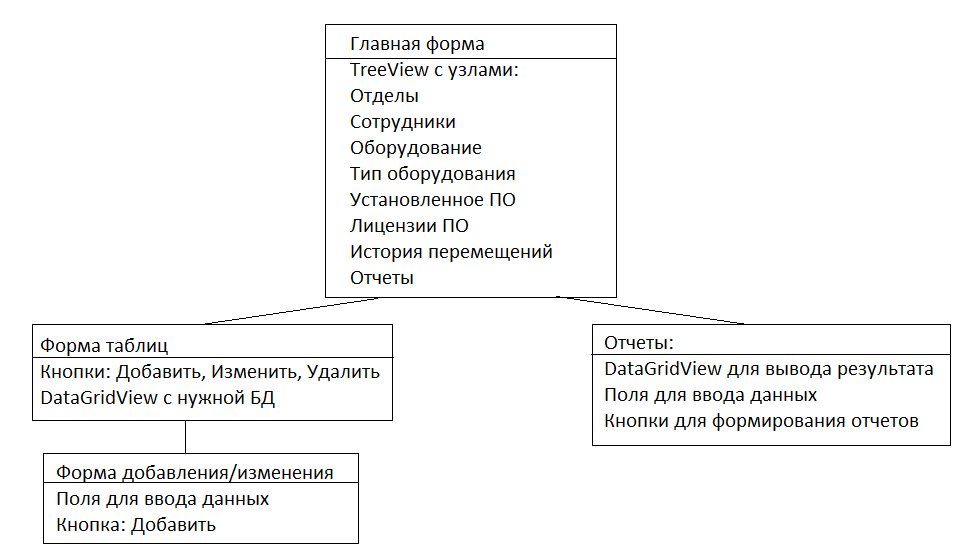 Главная форма
TreeView с узлами:
Отделы
Сотрудники
Оборудование
Тип оборудования
Установленное ПО
Лицензии ПО
История перемещений
Отчеты
Форма таблиц
Кнопки: Добавить, Изменить, Удалить
DataGridView с нужной БД
Отчеты:
DataGridView для вывода результата
Поля для ввода данных
Кнопки для формирования отчетов
Форма добавления/изменения
Поля для ввода данных
Кнопка: Добавить